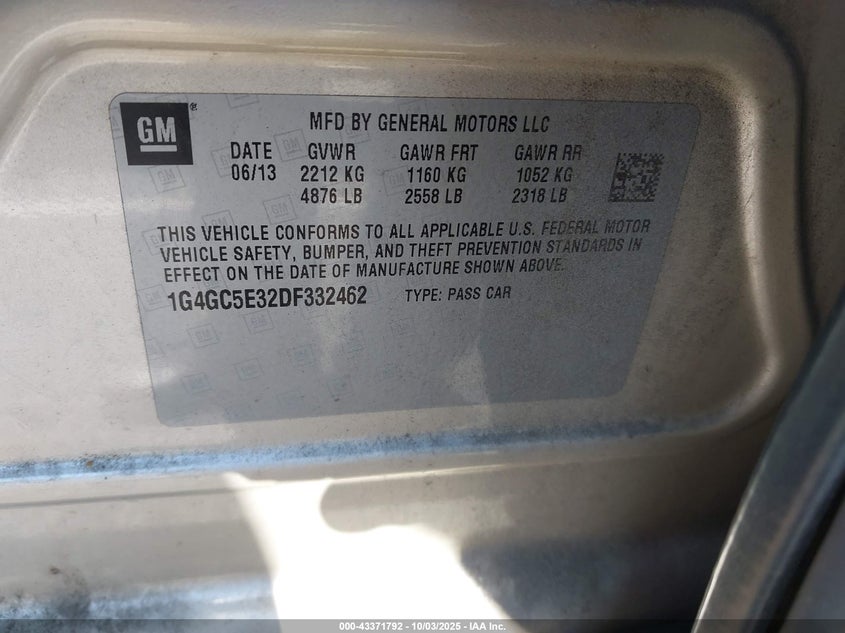 GM®
MFD BY GENERAL MOTORS LLC
DATE GVWR GAWR FRT GAWR RR
06/13 2212 KG 1160 KG 1052 KG
4876 LB 2558 LB 2318 LB
THIS VEHICLE CONFORMS TO ALL APPLICABLE U.S. FEDERAL MOTOR
VEHICLE SAFETY, BUMPER, AND THEFT PREVENTION STANDARDS IN
EFFECT ON THE DATE OF MANUFACTURE SHOWN ABOVE.
1G4GC5E32DF332462 TYPE: PASS CAR
000-43371792 - 10/03/2025 - IAA Inc.